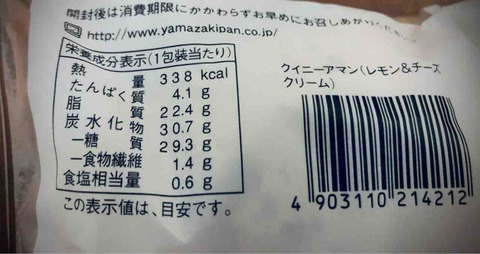 開封後は消費期限にかかわらずお早めにお召しあがりください
http://www.yamazakipan.co.jp/
栄養成分表示(1包装当たり)
熱量 338 kcal
たんぱく質 4.1 g
脂質 22.4 g
炭水化物 30.7 g
ー糖質 29.3 g
ー食物繊維 1.4 g
食塩相当量 0.6 g
この表示値は、目安です。
クイニーアマン(レモン&チーズ
クリーム)
4 903110 214212